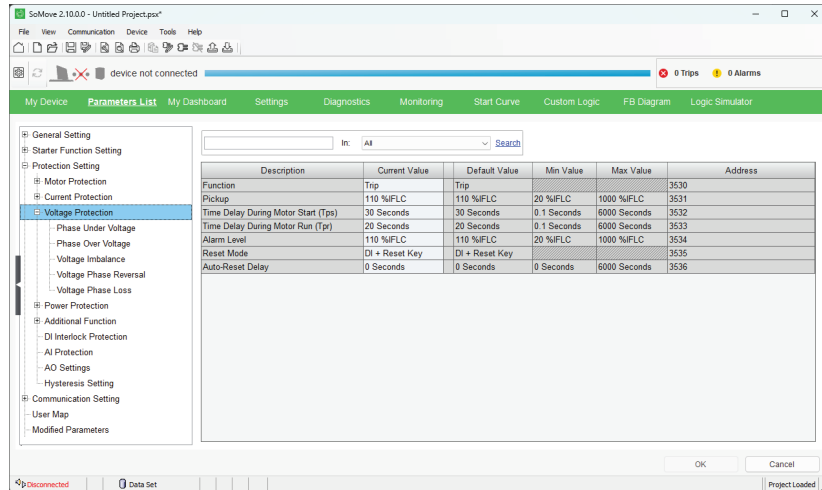 SoMove 2.10.0.0 - Untitled Project.psx*
File View Communication Device Tools Help
device not connected
0 Trips 0 Alarms
My Device Parameters List My Dashboard Settings Diagnostics Monitoring Start Curve Custom Logic FB Diagram Logic Simulator
General Setting
Starter Function Setting
Protection Setting
Motor Protection
Current Protection
Voltage Protection
Phase Under Voltage
Phase Over Voltage
Voltage Imbalance
Voltage Phase Reversal
Voltage Phase Loss
Power Protection
Additional Function
DI Interlock Protection
AI Protection
AO Settings
Hysteresis Setting
Communication Setting
User Map
Modified Parameters
In: All Search
Description Current Value Default Value Min Value Max Value Address
Function Trip Trip 3530
Pickup 110 %IFLC 110 %IFLC 20 %IFLC 1000 %IFLC 3531
Time Delay During Motor Start (Tps) 30 Seconds 30 Seconds 0.1 Seconds 6000 Seconds 3532
Time Delay During Motor Run (Tpr) 20 Seconds 20 Seconds 0.1 Seconds 6000 Seconds 3533
Alarm Level 110 %IFLC 110 %IFLC 20 %IFLC 1000 %IFLC 3534
Reset Mode DI + Reset Key DI + Reset Key 3535
Auto-Reset Delay 0 Seconds 0 Seconds 0 Seconds 6000 Seconds 3536
OK Cancel
Disconnected Data Set Project Loaded